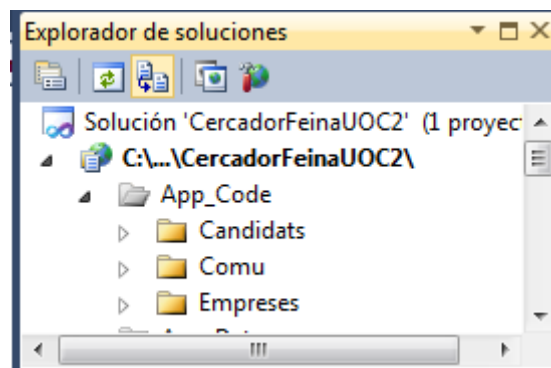 Explorador de soluciones
Solución 'CercadorFeinaUOC2' (1 proyec
C:\...\CercadorFeinaUOC2\
App_Code
Candidats
Comu
Empreses